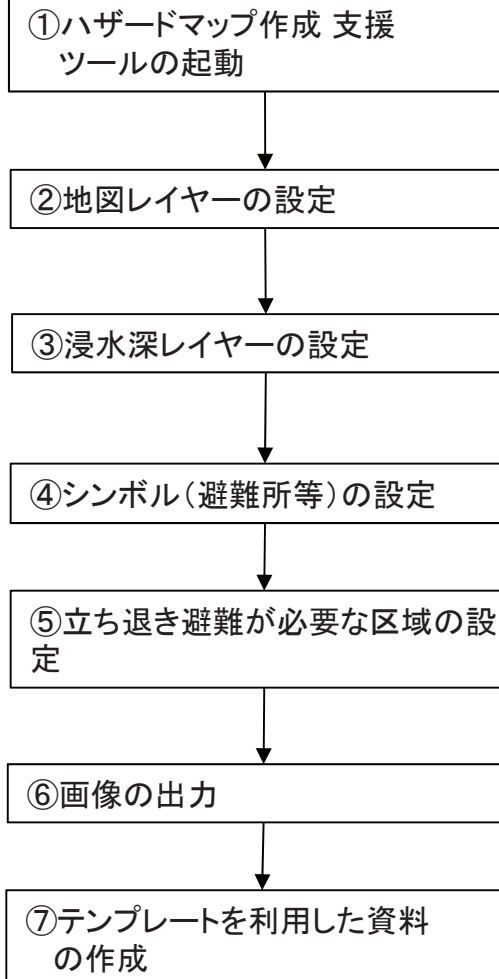 ①ハザードマップ作成 支援
ツールの起動
②地図レイヤーの設定
③浸水深レイヤーの設定
④シンボル(避難所等)の設定
⑤立ち退き避難が必要な区域の設
定
⑥画像の出力
⑦テンプレートを利用した資料
の作成